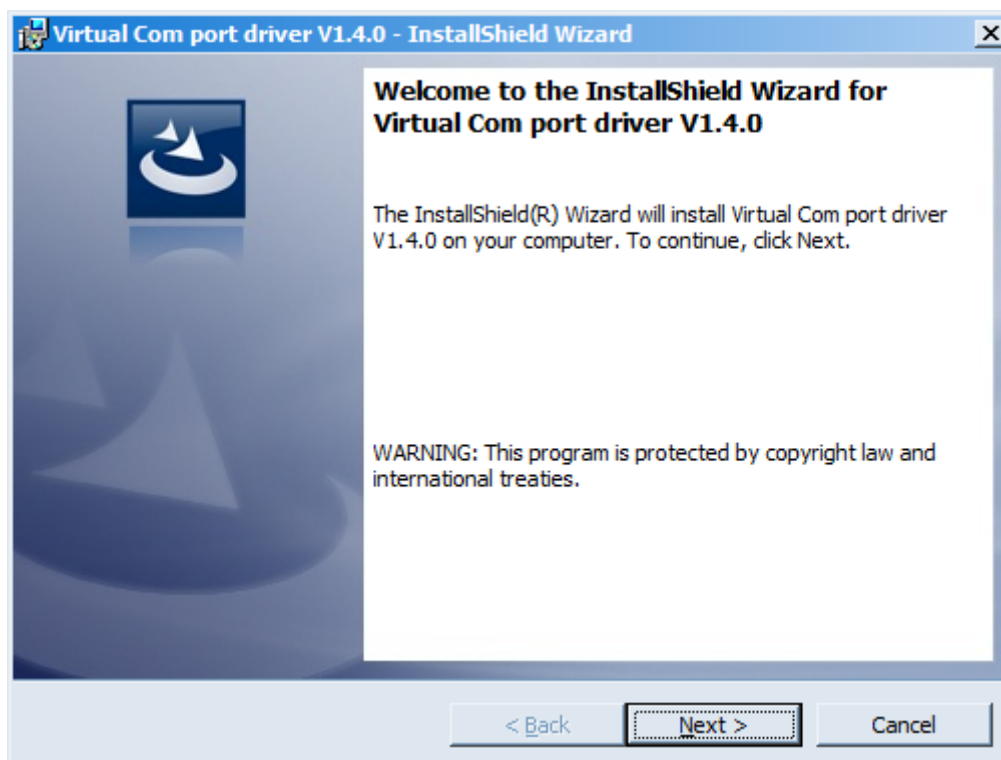 Virtual Com port driver V1.4.0 - InstallShield Wizard
Welcome to the InstallShield Wizard for
Virtual Com port driver V1.4.0
The InstallShield(R) Wizard will install Virtual Com port driver
V1.4.0 on your computer. To continue, click Next.
WARNING: This program is protected by copyright law and
international treaties.
< Back
Next >
Cancel